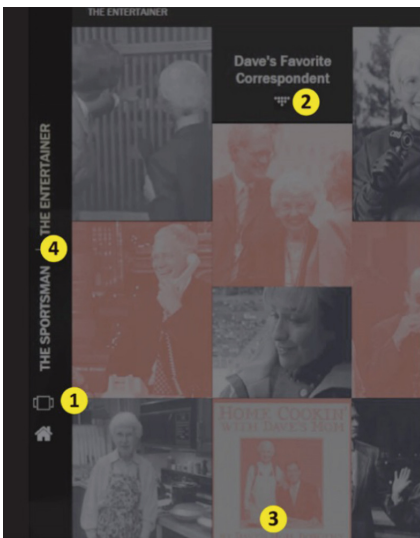 THE ENTERTAINER
Dave's Favorite
Correspondent
2
THE SPORTSMAN | THE ENTERTAINER
4
1
HOME COOKIN'
WITH DAVE'S MOM
3